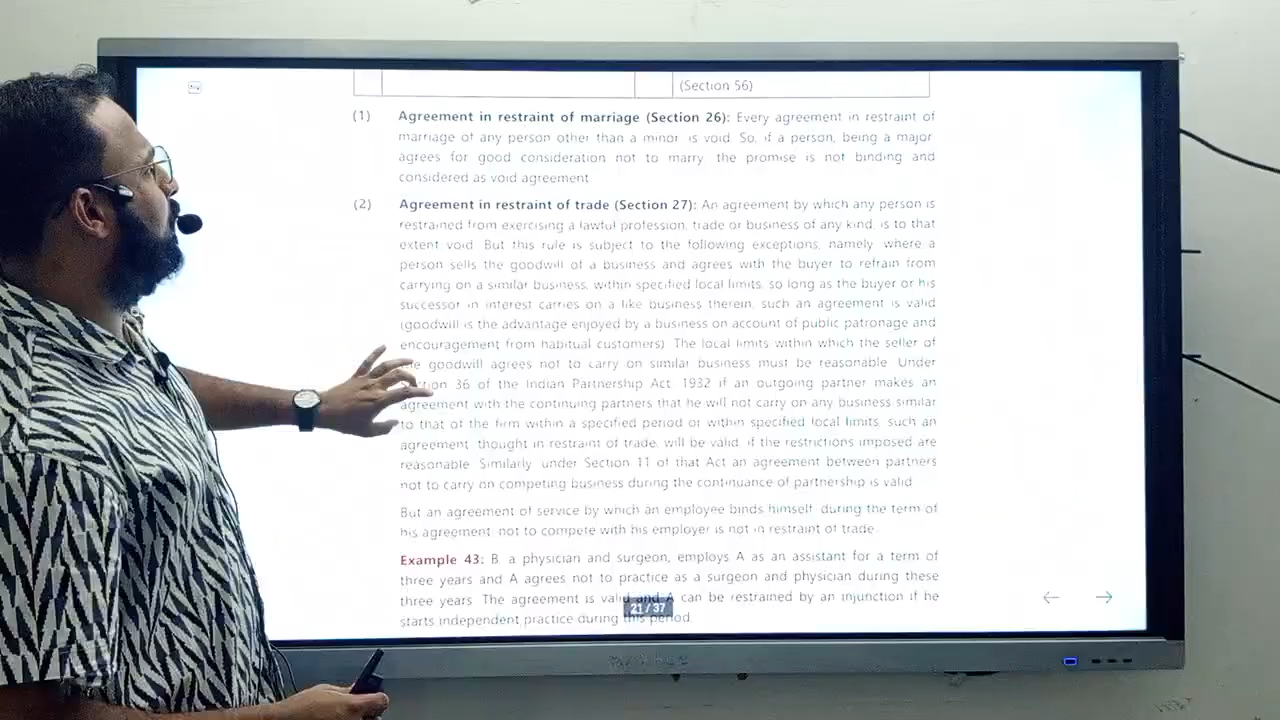 (Section 56)
(1) Agreement in restraint of marriage (Section 26): Every agreement in restraint of
marriage of any person other than a minor is void. So, if a person, being a major
agrees for good consideration not to marry the promise is not binding and
considered as void agreement
(2) Agreement in restraint of trade (Section 27): An agreement by which any person is
restrained from exercising a lawful profession, trade or business of any kind, is to that
extent void. But this rule is subject to the following exceptions, namely, where a
person sells the goodwill of a business and agrees with the buyer to refrain from
carrying on a similar business, within specified local limits, so long as the buyer or his
successor in interest carries on a like business therein, such an agreement is valid
(goodwill is the advantage enjoyed by a business on account of public patronage and
encouragement from habitual customers). The local limits within which the seller of
goodwill agrees not to carry on similar business must be reasonable. Under
36 of the Indian Partnership Act, 1932 if an outgoing partner makes an
agreement with the continuing partners that he will not carry on any business similar
to that of the firm within a specified period or within specified local limits, such an
agreement, thought in restraint of trade, will be valid, if the restrictions imposed are
reasonable. Similarly, under Section 11 of that Act an agreement between partners
not to carry on competing business during the continuance of partnership is valid
But an agreement of service by which an employee binds himself, during the term of
his agreement, not to compete with his employer is not in restraint of trade.
Example 43: B, a physician and surgeon, employs A as an assistant for a term of
three years and A agrees not to practice as a surgeon and physician during these
three years. The agreement is valid and A can be restrained by an injunction if he
starts independent practice during this period.
21 / 37